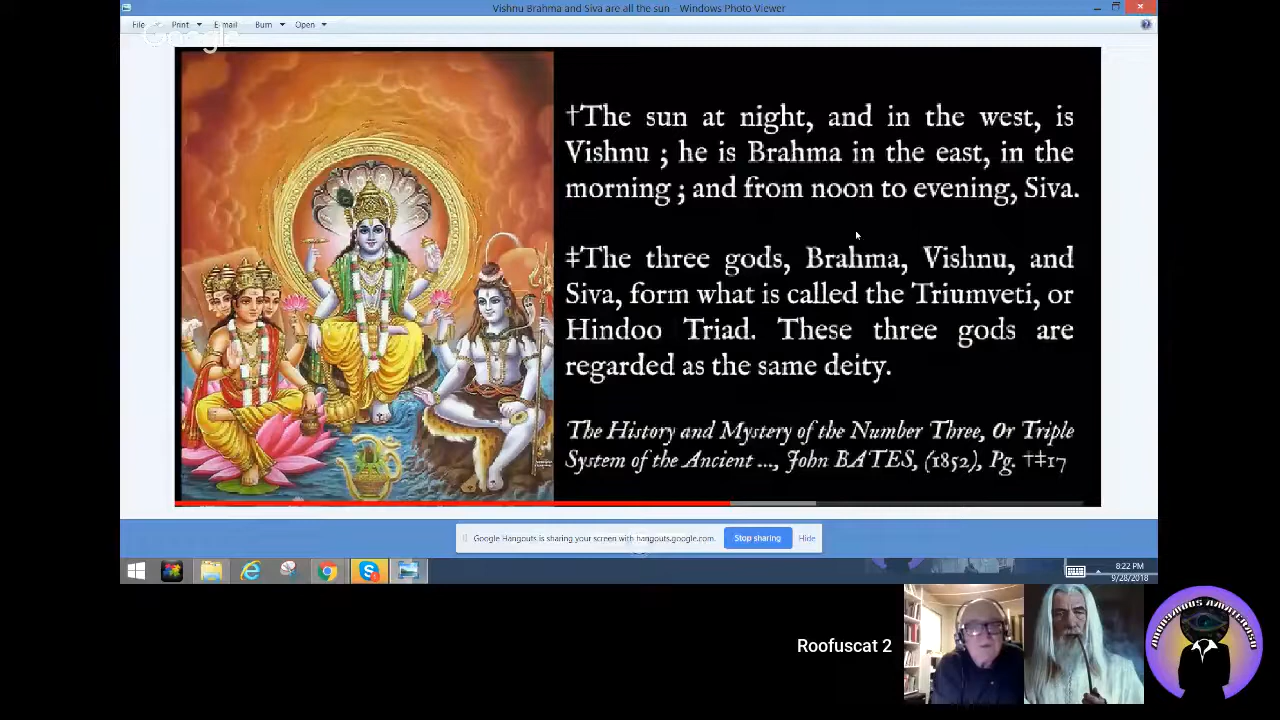 Vishnu Brahma and Siva are all the sun - Windows Photo Viewer
File Print E-mail Burn Open
Google
†The sun at night, and in the west, is
Vishnu ; he is Brahma in the east, in the
morning ; and from noon to evening, Siva.
‡The three gods, Brahma, Vishnu, and
Siva, form what is called the Triumveti, or
Hindoo Triad. These three gods are
regarded as the same deity.
The History and Mystery of the Number Three, Or Triple
System of the Ancient ..., John BATES, (1852), Pg. †‡17
Google Hangouts is sharing your screen with hangouts.google.com. Stop sharing Hide
8:22 PM
9/28/2018
Roofuscat 2